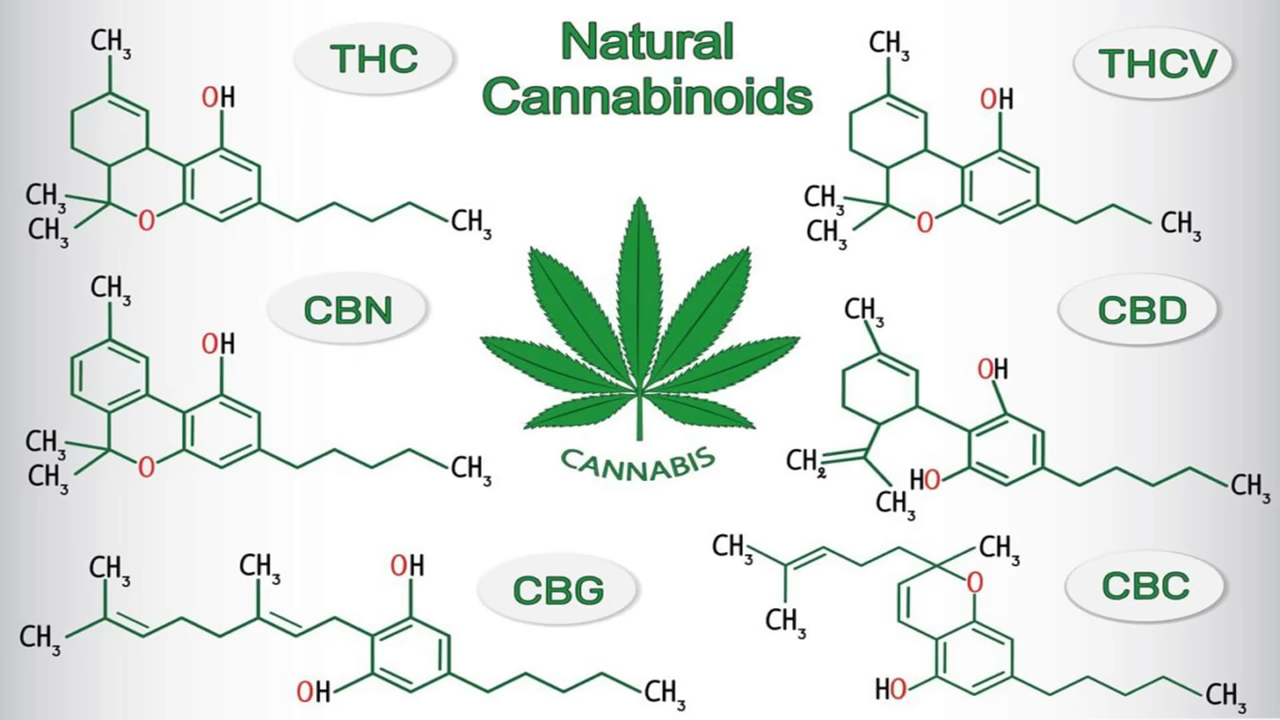 Natural
Cannabinoids
THC
CH3
OH
CH3
CH3
O
CH3
THCV
CH3
OH
CH3
CH3
O
CH3
CBN
CH3
OH
CH3
CH3
O
CH3
CBD
CH3
OH
CH2
HO
CH3
CH3
CANNABIS
CBG
CH3
CH3
OH
CH3
OH
CH3
CBC
CH3
CH3
O
CH3
HO
CH3